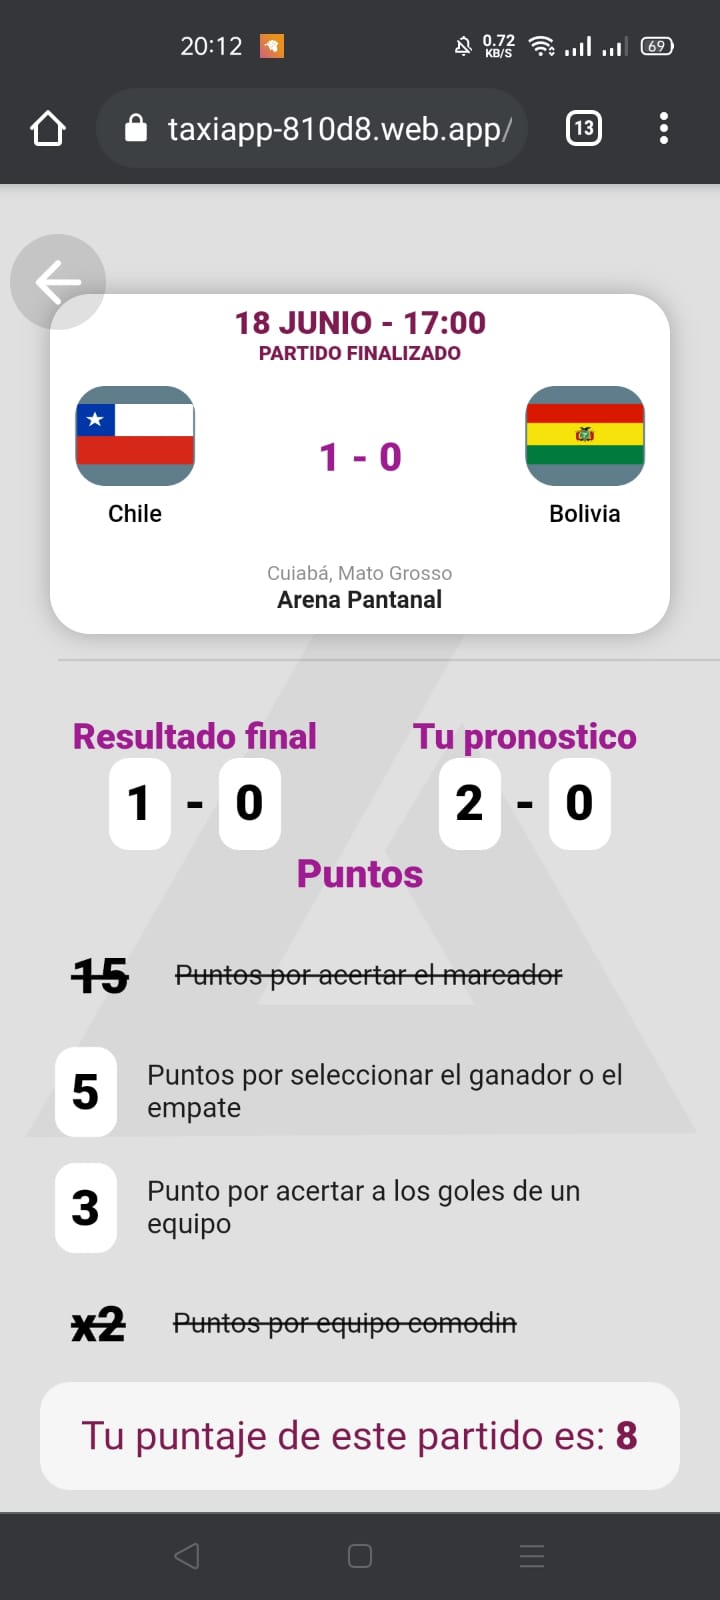 20:12
0.72
KB/S
69
taxiapp-810d8.web.app/
13
18 JUNIO - 17:00
PARTIDO FINALIZADO
1 - 0
Chile
Bolivia
Cuiabá, Mato Grosso
Arena Pantanal
Resultado final
Tu pronostico
1 - 0
2 - 0
Puntos
15 Puntos por acertar el marcador
5 Puntos por seleccionar el ganador o el
empate
3 Punto por acertar a los goles de un
equipo
x2 Puntos por equipo comodin
Tu puntaje de este partido es: 8